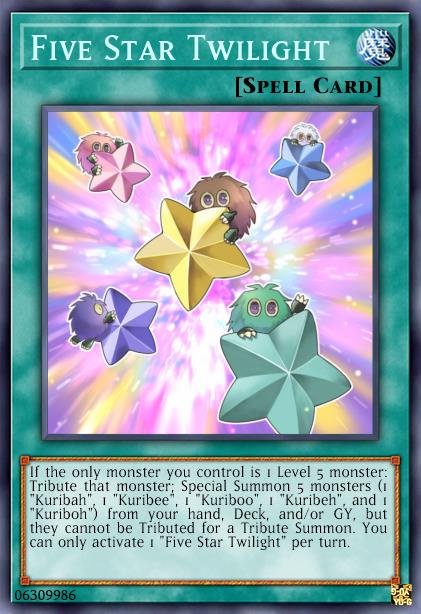 Five Star Twilight
魔
[Spell Card]
If the only monster you control is 1 Level 5 monster:
Tribute that monster; Special Summon 5 monsters (1
"Kuribah", 1 "Kuribee", 1 "Kuriboo", 1 "Kuribeh", and 1
"Kuriboh") from your hand, Deck, and/or GY, but
they cannot be Tributed for a Tribute Summon. You
can only activate 1 "Five Star Twilight" per turn.
06309986